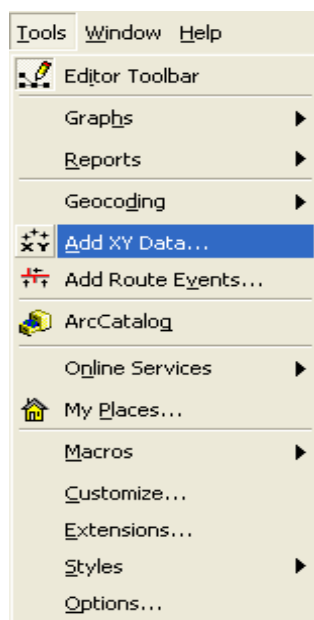 Tools Window Help
Editor Toolbar
Graphs
Reports
Geocoding
Add XY Data...
Add Route Events...
ArcCatalog
Online Services
My Places...
Macros
Customize...
Extensions...
Styles
Options...